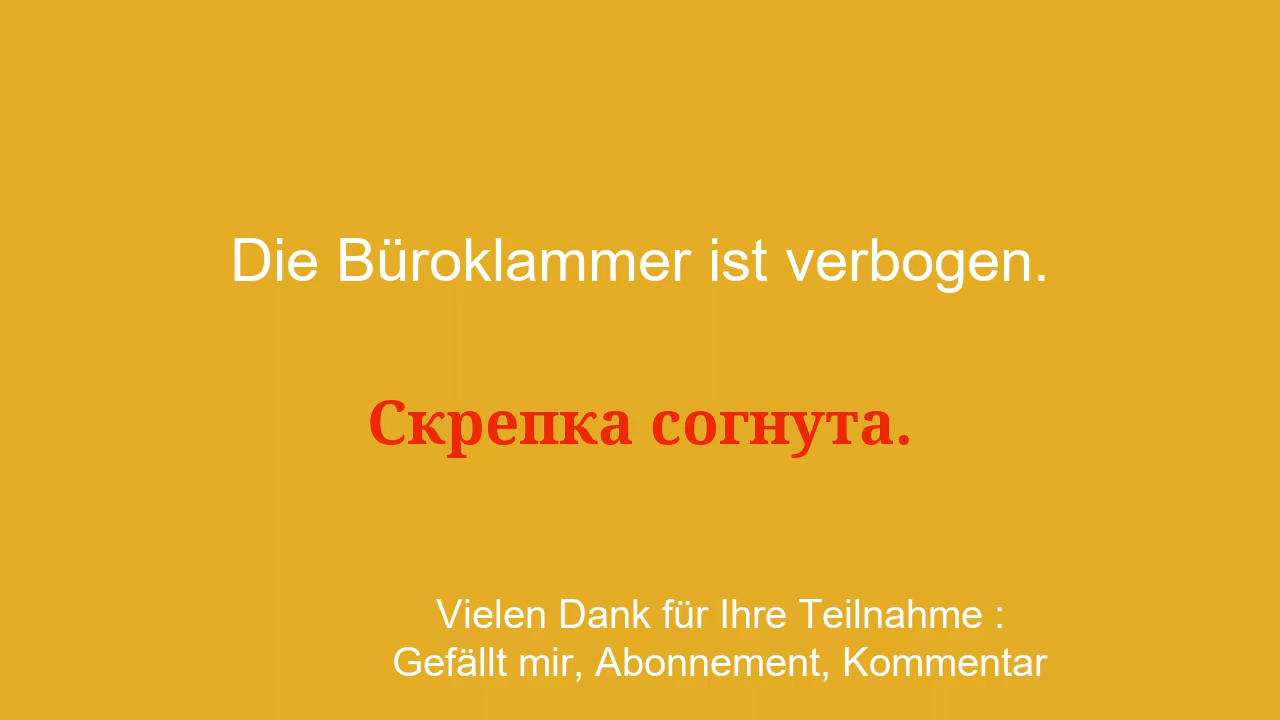 Die Büroklammer ist verbogen.
Скрепка согнута.
Vielen Dank für Ihre Teilnahme :
Gefällt mir, Abonnement, Kommentar